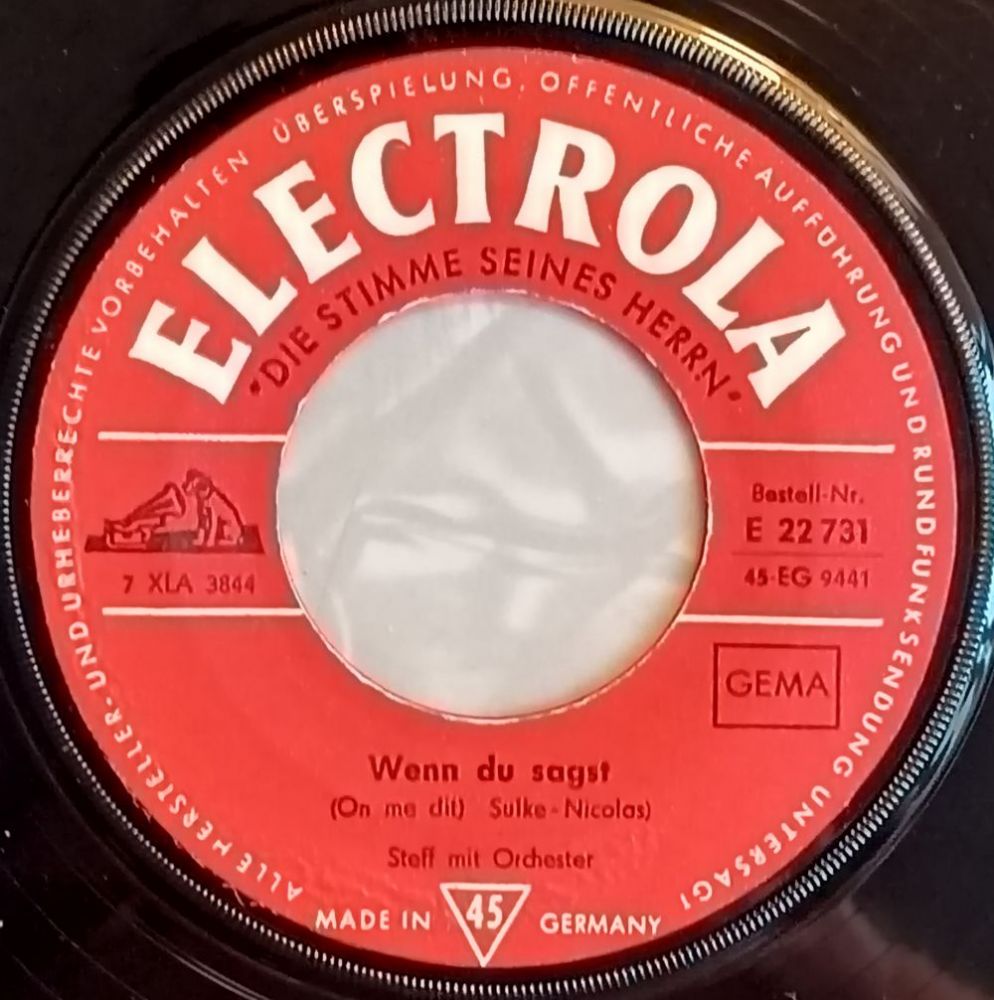 ALLE HERSTELLER- UND URHEBERRECHTE VORBEHALTEN ÜBERSPIELUNG, ÖFFENTLICHE AUFFÜHRUNG UND RUNDFUNKSENDUNG UNTERSAGT
ELECTROLA
"DIE STIMME SEINES HERRN"
7 XLA 3844
Bestell-Nr.
E 22 731
45-EG 9441
GEMA
Wenn du sagst
(On me dit) Sulke-Nicolas)
Steff mit Orchester
MADE IN 45 GERMANY